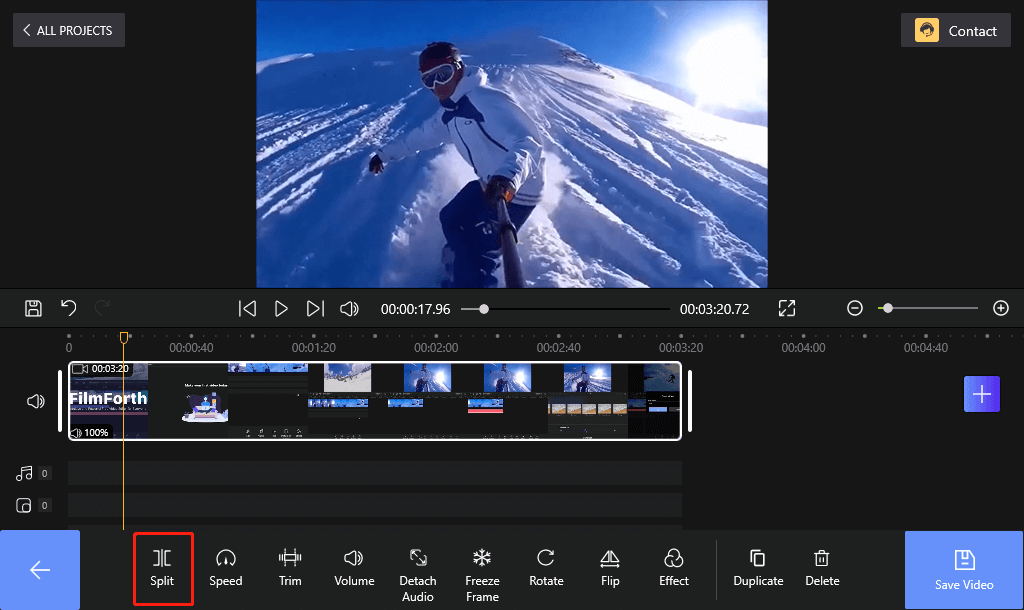 ALL PROJECTS
Contact
00:00:17.96
00:03:20.72
0
00:00:40
00:01:20
00:02:00
00:02:40
00:03:20
00:04:00
00:04:40
00:03:20
FilmForth
100%
0
0
Split
Speed
Trim
Volume
Detach
Audio
Freeze
Frame
Rotate
Flip
Effect
Duplicate
Delete
Save Video